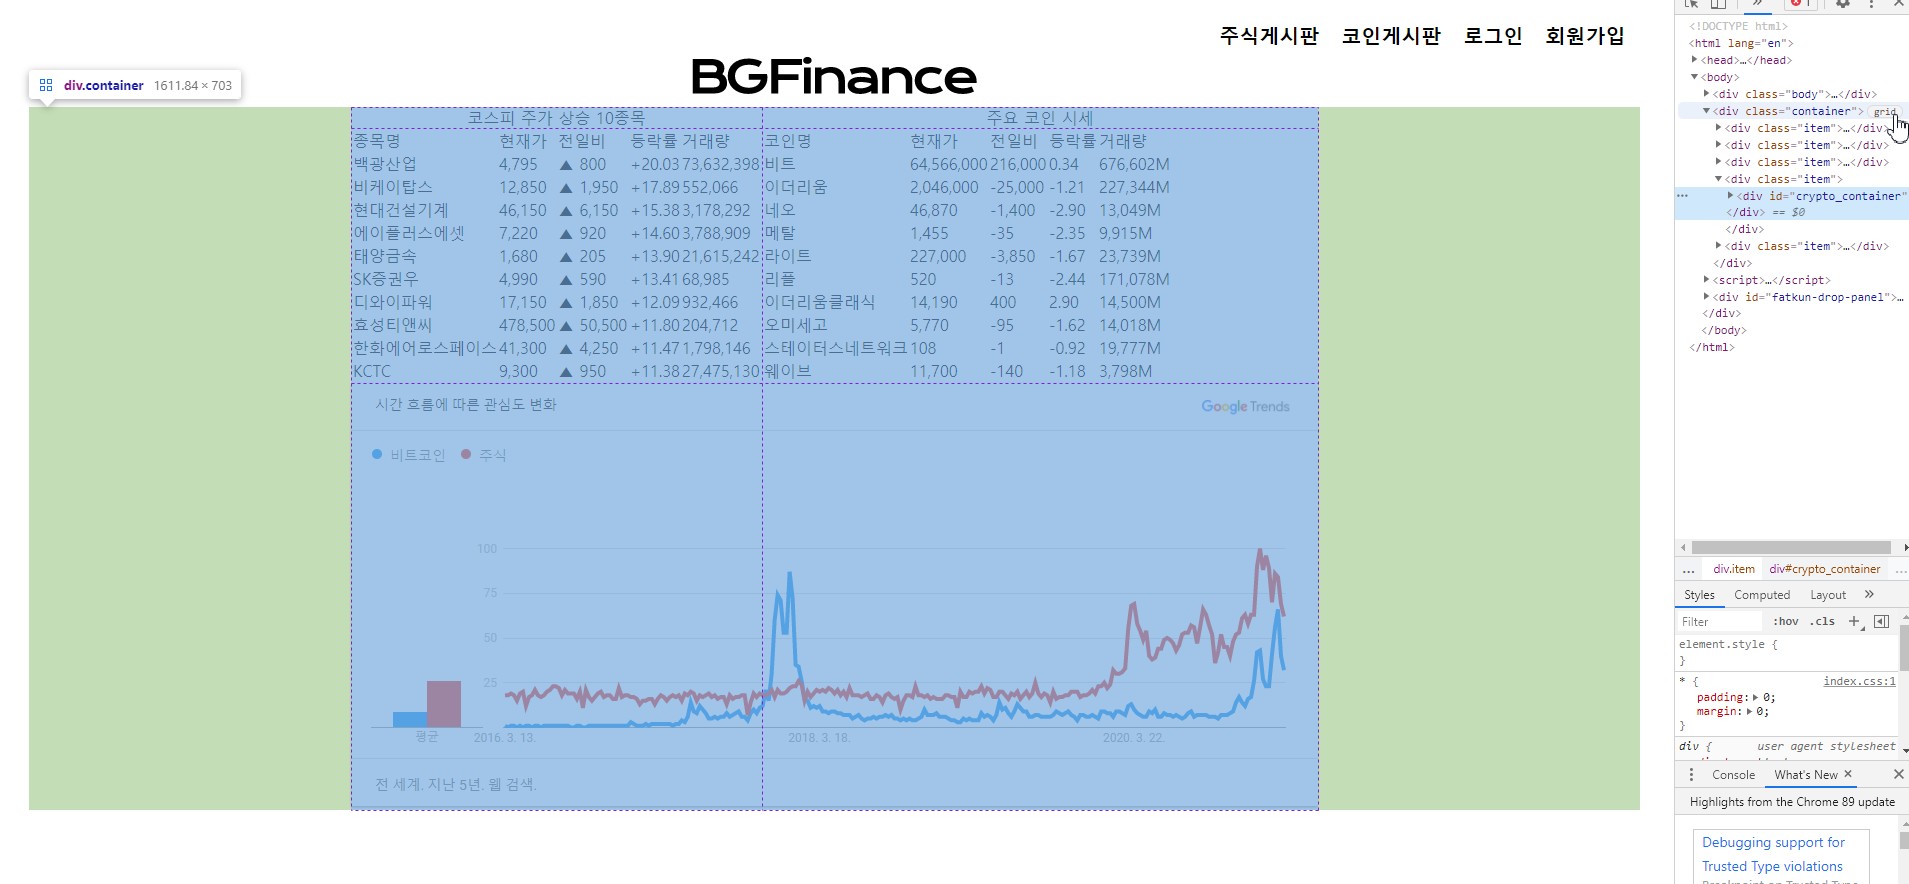 주식게시판 코인게시판 로그인 회원가입
BGFinance
div.container 1611.84 × 703
코스피 주가 상승 10종목
종목명 현재가 전일비 등락률 거래량
백광산업 4,795 ▲ 800 +20.03 73,632,398
비케이탑스 12,850 ▲ 1,950 +17.89 552,066
현대건설기계 46,150 ▲ 6,150 +15.38 3,178,292
에이플러스에셋 7,220 ▲ 920 +14.60 3,788,909
태양금속 1,680 ▲ 205 +13.90 21,615,242
SK증권우 4,990 ▲ 590 +13.41 68,985
디와이파워 17,150 ▲ 1,850 +12.09 932,466
효성티앤씨 478,500 ▲ 50,500 +11.80 204,712
한화에어로스페이스 41,300 ▲ 4,250 +11.47 1,798,146
KCTC 9,300 ▲ 950 +11.38 27,475,130
주요 코인 시세
코인명 현재가 전일비 등락률 거래량
비트 64,566,000 216,000 0.34 676,602M
이더리움 2,046,000 -25,000 -1.21 227,344M
네오 46,870 -1,400 -2.90 13,049M
메탈 1,455 -35 -2.35 9,915M
라이트 227,000 -3,850 -1.67 23,739M
리플 520 -13 -2.44 171,078M
이더리움클래식 14,190 400 2.90 14,500M
오미세고 5,770 -95 -1.62 14,018M
스테이터스네트워크 108 -1 -0.92 19,777M
웨이브 11,700 -140 -1.18 3,798M
시간 흐름에 따른 관심도 변화
Google Trends
비트코인 주식
100
75
50
25
평균 2016. 3. 13. 2018. 3. 18. 2020. 3. 22.
전 세계. 지난 5년. 웹 검색.
1
<!DOCTYPE html>
<html lang="en">
<head>…</head>
<body>
<div class="body">…</div>
<div class="container"> grid
<div class="item">…</div>
<div class="item">…</div>
<div class="item">…</div>
<div class="item">
<div id="crypto_container"
</div> == $0
</div>
<div class="item">…</div>
</div>
<script>…</script>
<div id="fatkun-drop-panel">…
</div>
</body>
</html>
… div.item div#crypto_container …
Styles Computed Layout »
Filter :hov .cls +
element.style {
}
* { index.css:1
padding: 0;
margin: 0;
}
div { user agent stylesheet
Console What's New ×
Highlights from the Chrome 89 update
Debugging support for
Trusted Type violations